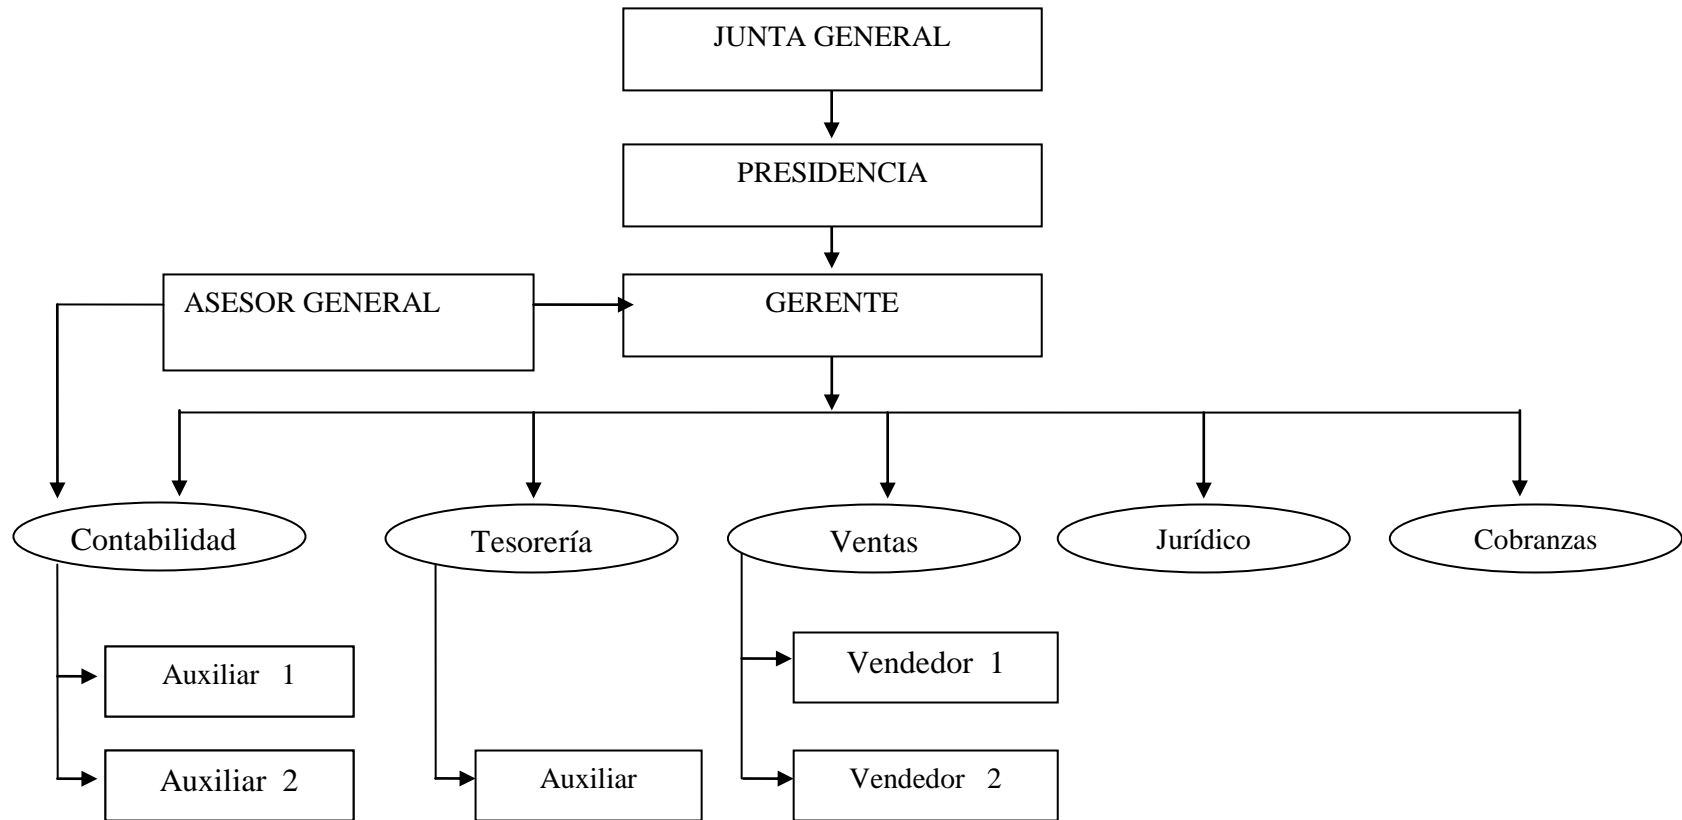 JUNTA GENERAL
PRESIDENCIA
ASESOR GENERAL
GERENTE
Contabilidad
Tesorería
Ventas
Jurídico
Cobranzas
Auxiliar 1
Vendedor 1
Auxiliar 2
Auxiliar
Vendedor 2